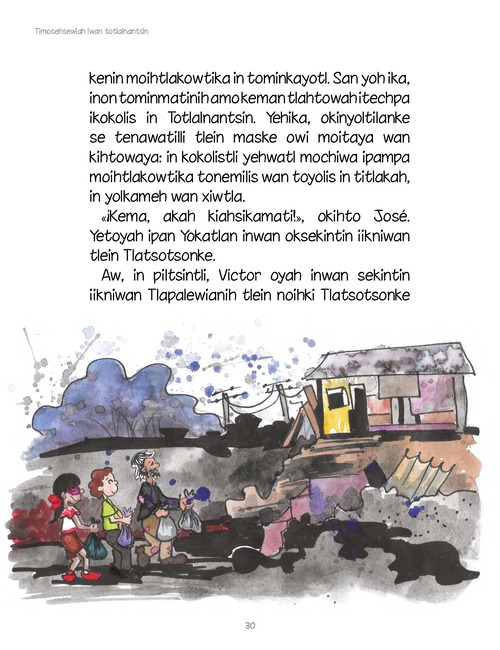 Timosehsewiah iwan totlalnantsin
kenin moihtlakowtika in tominkayotl. San yoh ika,
inon tominmatinih amo keman tlahtowah itechpa
ikokolis in Totlalnantsin. Yehika, okinyoltilanke
se tenawatilli tlein maske owi moitaya wan
kihtowaya: in kokolistli yehwatl mochiwa ipampa
moihtlakowtika tonemilis wan toyolis in titlakah,
in yolkameh wan xiwtla.
«¡Kema, akah kiahsikamati!», okihto José.
Yetoyah ipan Yokatlan inwan oksekintin iikniwan
tlein Tlatsotsonke.
Aw, in piltsintli, Victor oyah inwan sekintin
iikniwan Tlapalewianih tlein noihki Tlatsotsonke
30